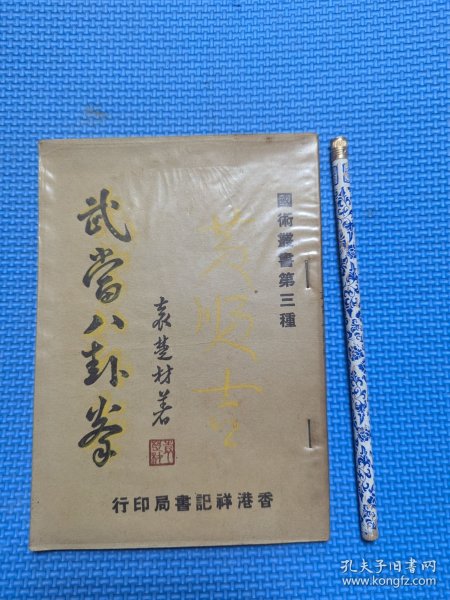 國術叢書第三種
袁楚材著
武當八卦拳
香港祥記書局印行
孔夫子旧书网
www.kongfz.com